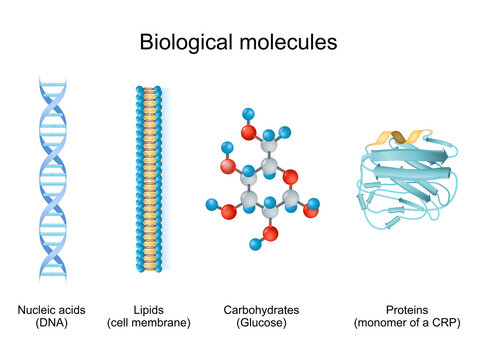 Biological molecules
Nucleic acids
(DNA)
Lipids
(cell membrane)
Carbohydrates
(Glucose)
Proteins
(monomer of a CRP)